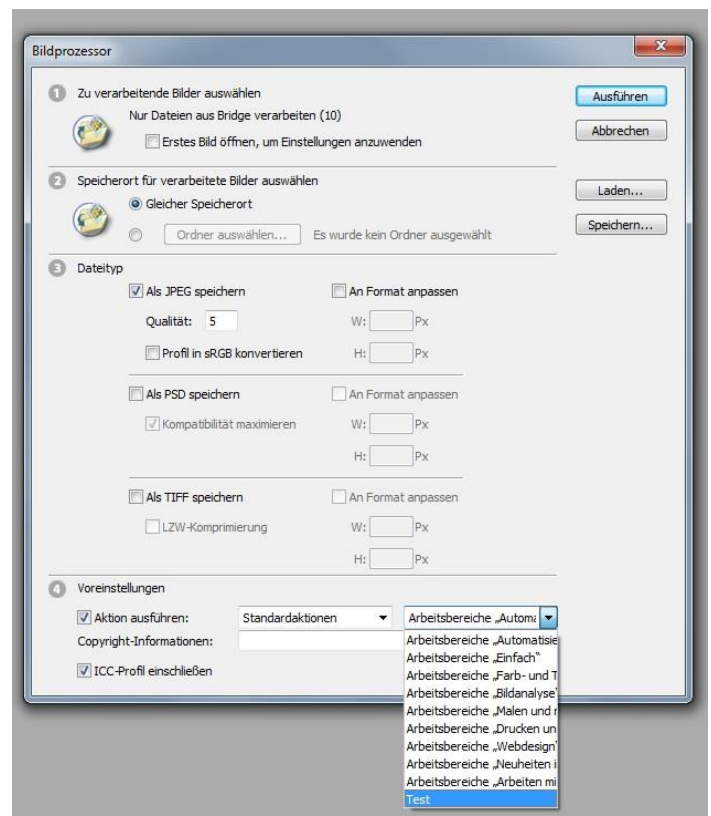 Bildprozessor
1 Zu verarbeitende Bilder auswählen
Ausführen
Nur Dateien aus Bridge verarbeiten (10)
Erstes Bild öffnen, um Einstellungen anzuwenden
Abbrechen
2 Speicherort für verarbeitete Bilder auswählen
Laden...
Gleicher Speicherort
Ordner auswählen... Es wurde kein Ordner ausgewählt
Speichern...
3 Dateityp
Als JPEG speichern An Format anpassen
Qualität: 5 W: Px
Profil in sRGB konvertieren H: Px
Als PSD speichern An Format anpassen
Kompatibilität maximieren W: Px
H: Px
Als TIFF speichern An Format anpassen
LZW-Komprimierung W: Px
H: Px
4 Voreinstellungen
Aktion ausführen: Standardaktionen Arbeitsbereiche „Automa
Copyright-Informationen:
ICC-Profil einschließen
Arbeitsbereiche „Automatisie
Arbeitsbereiche „Einfach“
Arbeitsbereiche „Farb- und T
Arbeitsbereiche „Bildanalyse“
Arbeitsbereiche „Malen und r
Arbeitsbereiche „Drucken un
Arbeitsbereiche „Webdesign“
Arbeitsbereiche „Neuheiten i
Arbeitsbereiche „Arbeiten mi
Test